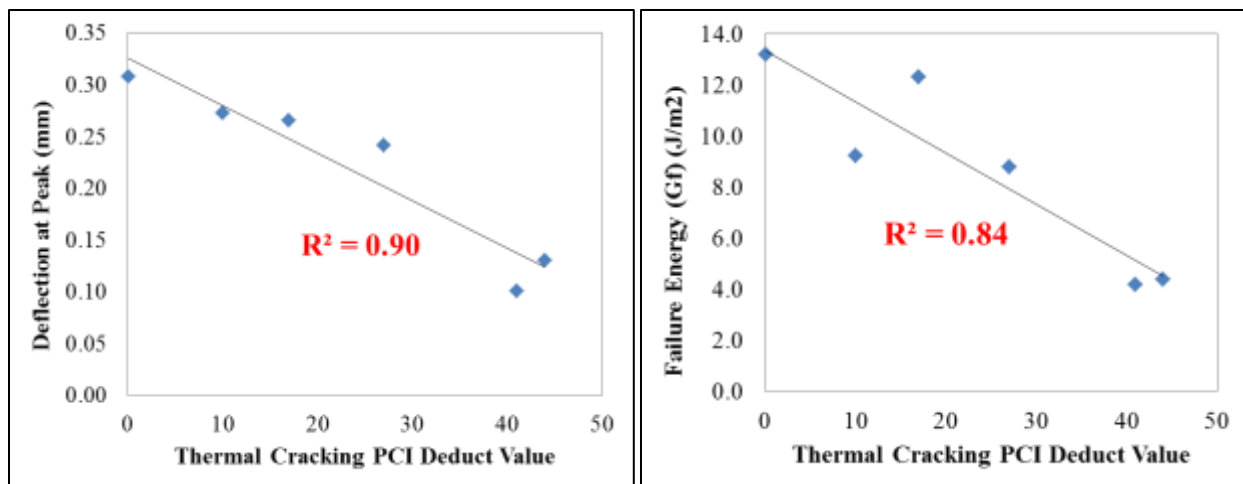 Deflection at Peak (mm)
0.35
0.30
0.25
0.20
0.15
0.10
0.05
0.00
R² = 0.90
0 10 20 30 40 50
Thermal Cracking PCI Deduct Value
Failure Energy (Gf) (J/m2)
14.0
12.0
10.0
8.0
6.0
4.0
2.0
0.0
R² = 0.84
0 10 20 30 40 50
Thermal Cracking PCI Deduct Value